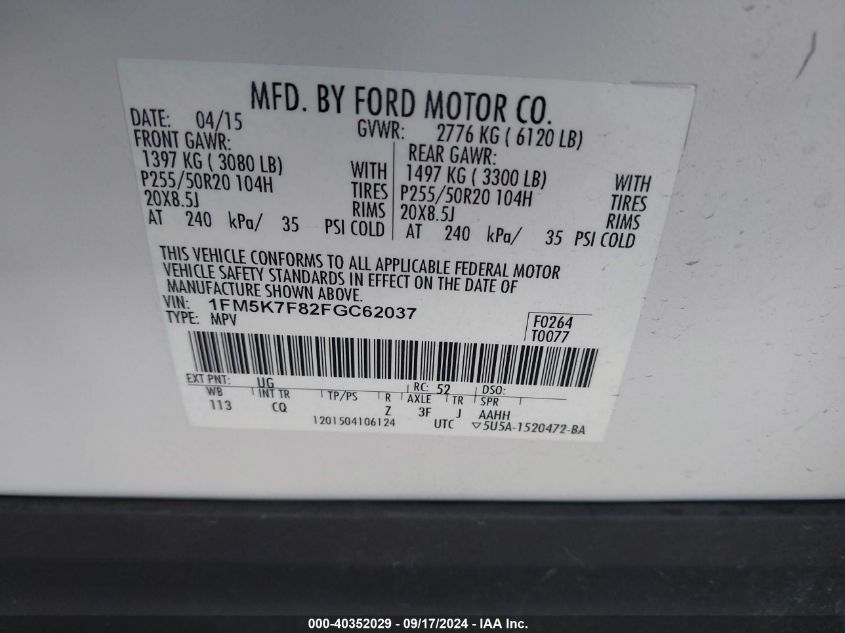 MFD. BY FORD MOTOR CO.
DATE: 04/15 GVWR: 2776 KG ( 6120 LB)
FRONT GAWR: REAR GAWR:
1397 KG ( 3080 LB) WITH 1497 KG ( 3300 LB) WITH
P255/50R20 104H TIRES P255/50R20 104H TIRES
20X8.5J RIMS 20X8.5J RIMS
AT 240 kPa/ 35 PSI COLD AT 240 kPa/ 35 PSI COLD
THIS VEHICLE CONFORMS TO ALL APPLICABLE FEDERAL MOTOR
VEHICLE SAFETY STANDARDS IN EFFECT ON THE DATE OF
MANUFACTURE SHOWN ABOVE.
VIN: 1FM5K7F82FGC62037 F0264
TYPE: MPV T0077
EXT PNT: UG RC: 52 DSO:
WB INT TR TP/PS R AXLE TR SPR
113 CQ Z 3F J AAHH
1201504106124 UTC ▽5U5A-1520472-BA
000-40352029 - 09/17/2024 - www.iaai.com